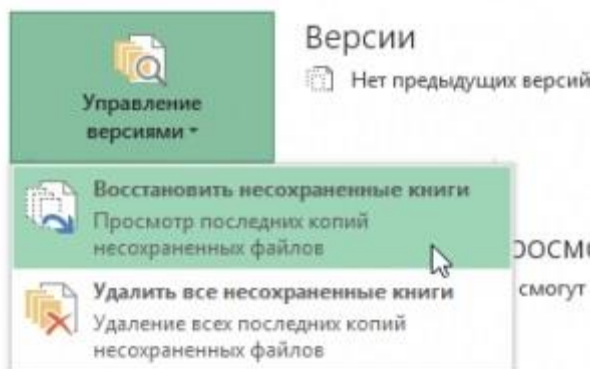 Версии
Нет предыдущих версий
Управление
версиями
Восстановить несохраненные книги
Просмотр последних копий
несохраненных файлов
Удалить все несохраненные книги
смогут
Удаление всех последних копий
несохраненных файлов